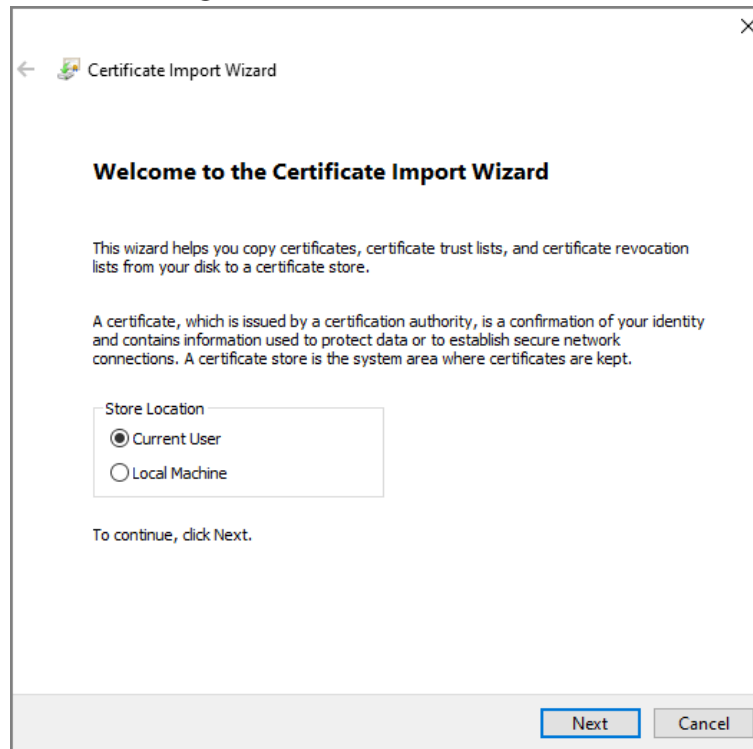 Certificate Import Wizard
Welcome to the Certificate Import Wizard
This wizard helps you copy certificates, certificate trust lists, and certificate revocation
lists from your disk to a certificate store.
A certificate, which is issued by a certification authority, is a confirmation of your identity
and contains information used to protect data or to establish secure network
connections. A certificate store is the system area where certificates are kept.
Store Location
Current User
Local Machine
To continue, click Next.
Next Cancel